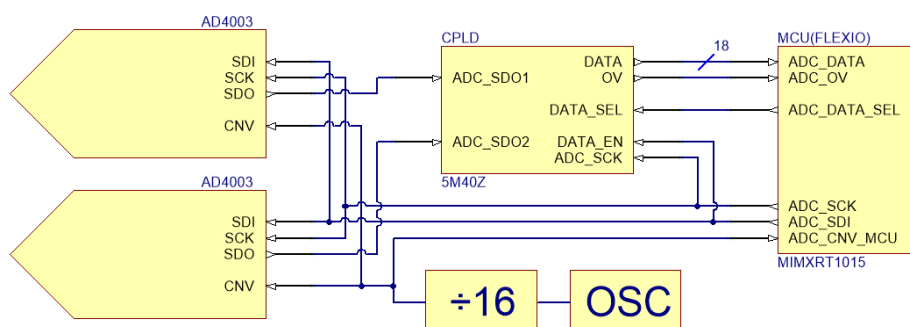 AD4003
SDI
SCK
SDO
CNV
AD4003
SDI
SCK
SDO
CNV
CPLD
ADC_SDO1
ADC_SDO2
DATA
OV
DATA_SEL
DATA_EN
ADC_SCK
5M40Z
18
MCU(FLEXIO)
ADC_DATA
ADC_OV
ADC_DATA_SEL
ADC_SCK
ADC_SDI
ADC_CNV_MCU
MIMXRT1015
÷16
OSC